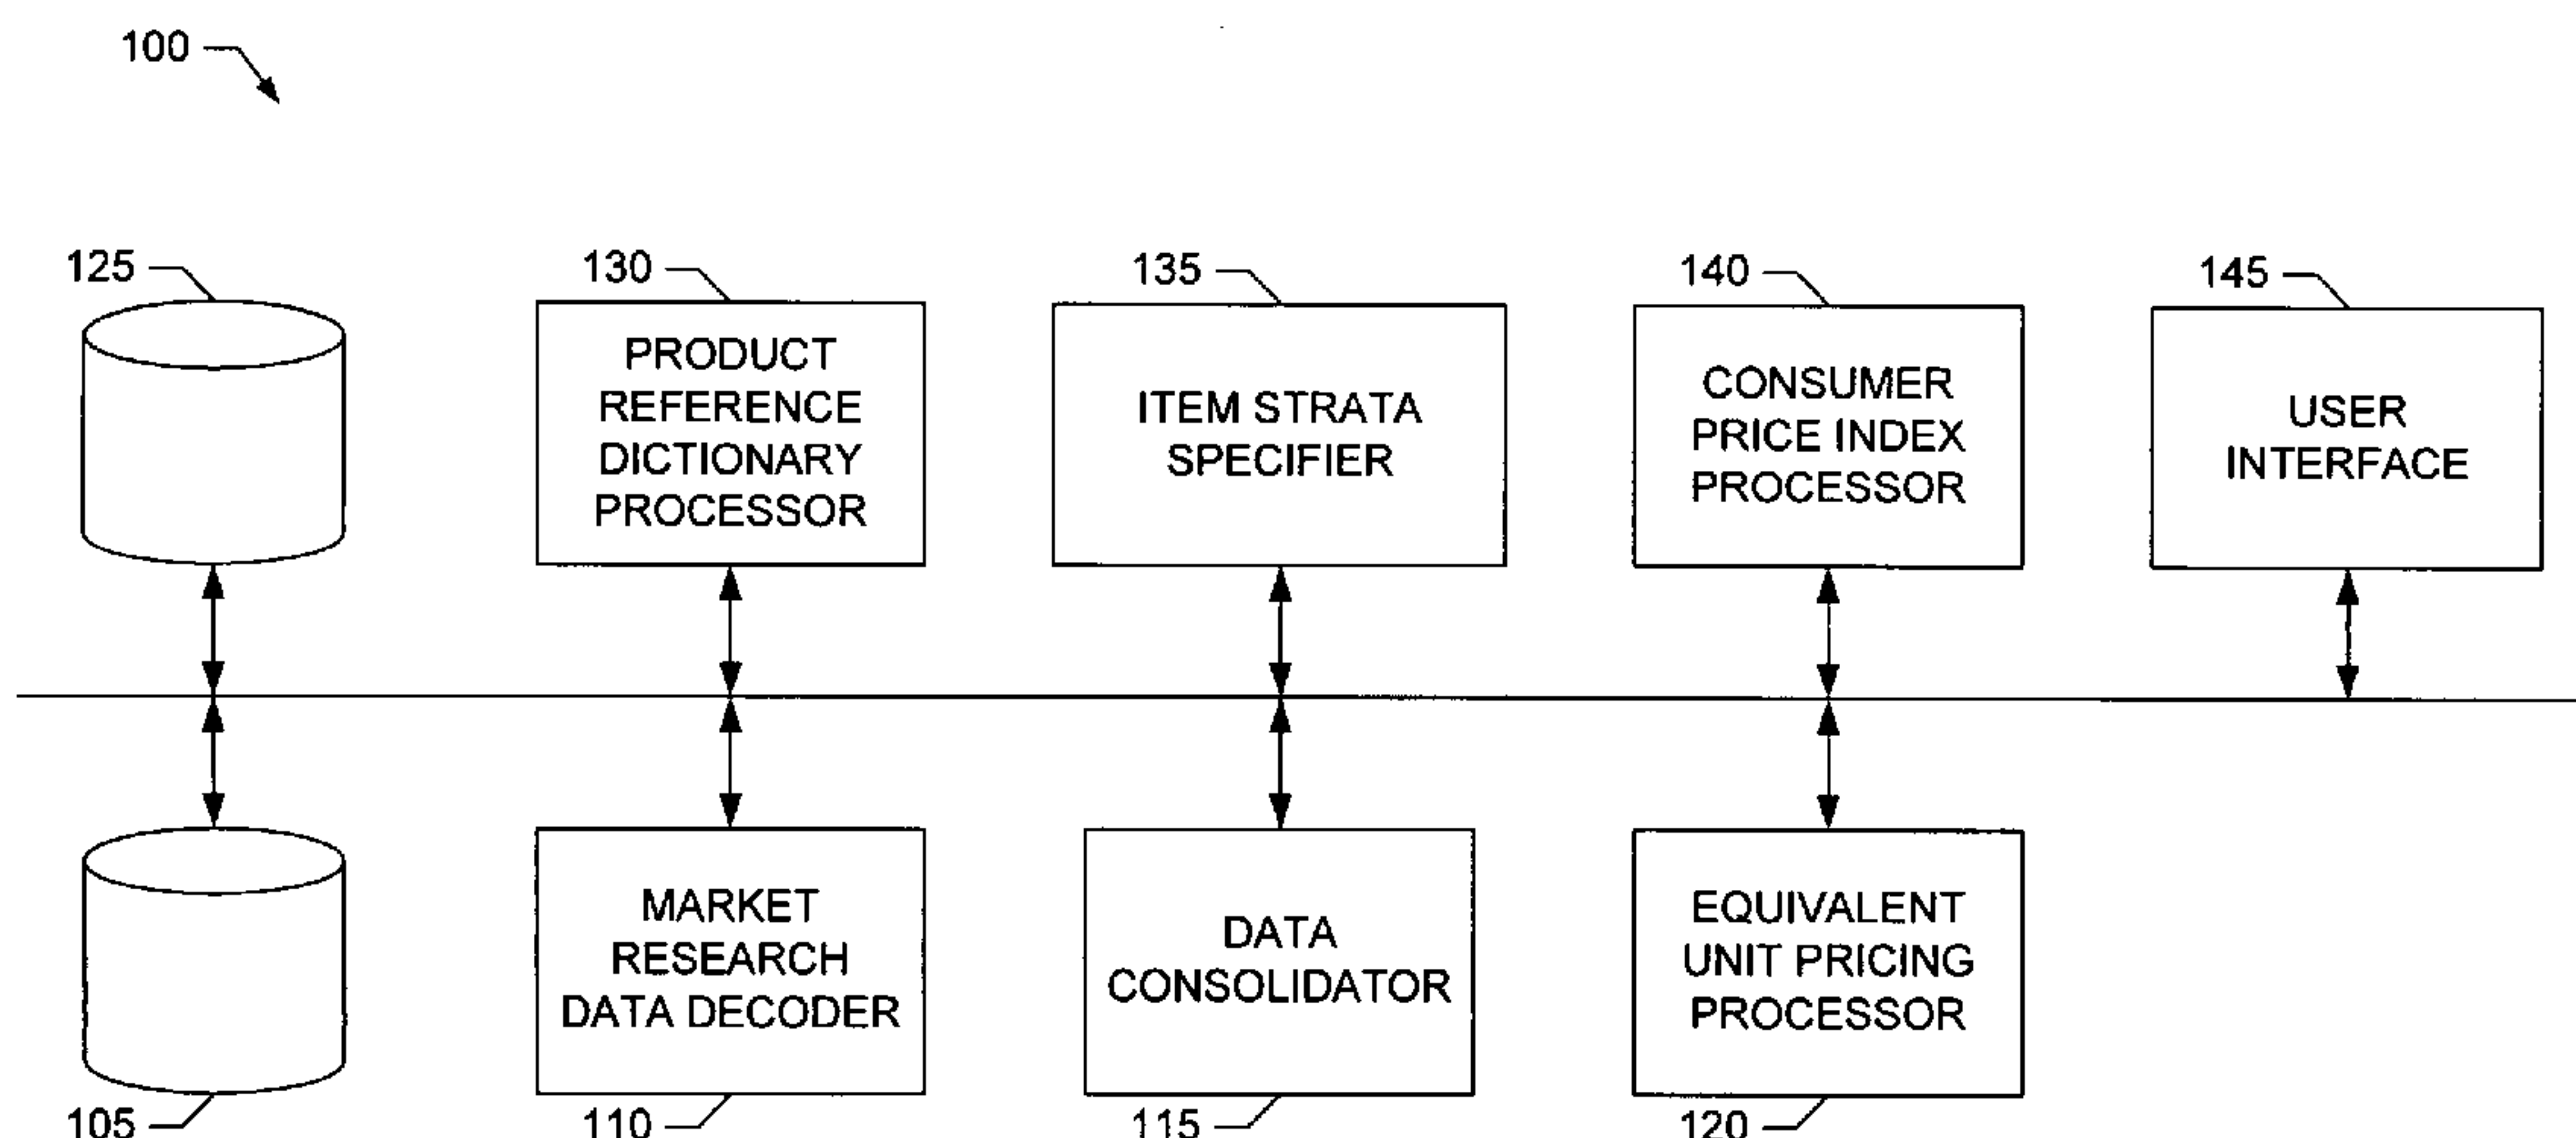 100
125
130
135
140
145
PRODUCT
REFERENCE
DICTIONARY
PROCESSOR
ITEM STRATA
SPECIFIER
CONSUMER
PRICE INDEX
PROCESSOR
USER
INTERFACE
MARKET
RESEARCH
DATA DECODER
DATA
CONSOLIDATOR
EQUIVALENT
UNIT PRICING
PROCESSOR
105
110
115
120